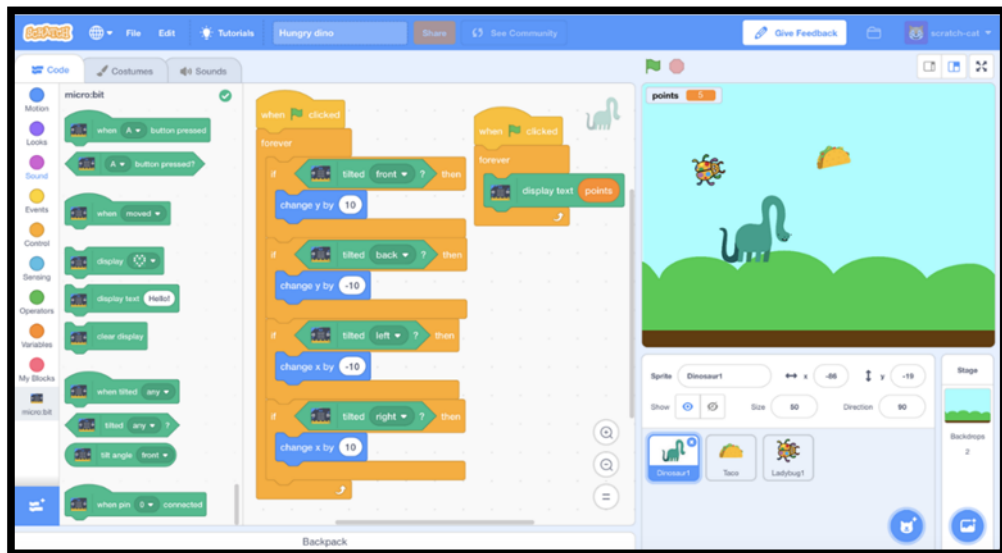 SCRATCH File Edit Tutorials Hungry dino Share See Community Give Feedback scratch-cat
Code Costumes Sounds
Motion
Looks
Sound
Events
Control
Sensing
Operators
Variables
My Blocks
micro:bit
micro:bit
when A button pressed
A button pressed?
when moved
display
display text Hello!
clear display
when tilted any
tilted any ?
tilt angle front
when pin 0 connected
when clicked
forever
if tilted front ? then
change y by 10
if tilted back ? then
change y by -10
if tilted left ? then
change x by -10
if tilted right ? then
change x by 10
when clicked
forever
display text points
points 5
Sprite Dinosaur1 x -86 y -19
Show Size 50 Direction 90
Dinosaur1 Taco Ladybug1
Stage
Backdrops
2
Backpack